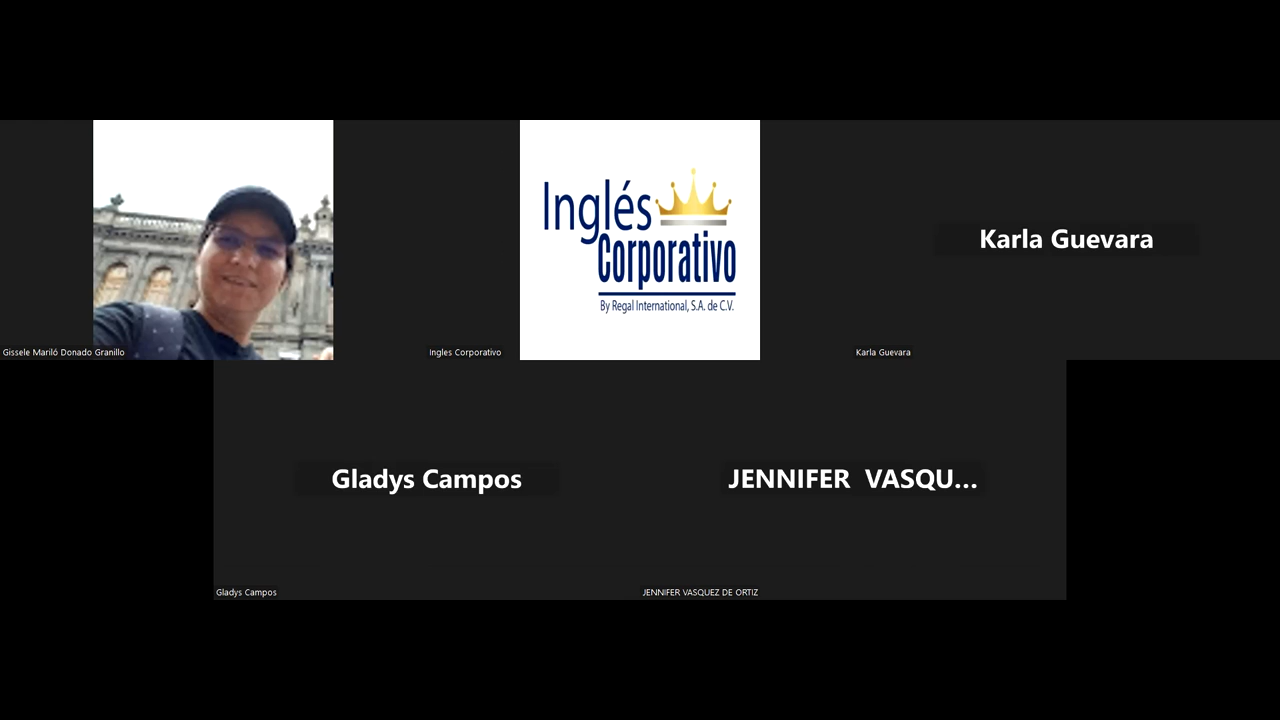 Inglés
Corporativo
By Regal International, S.A. de C.V.
Karla Guevara
Gissele Mariló Donado Granillo
Ingles Corporativo
Karla Guevara
Gladys Campos
JENNIFER VASQU...
Gladys Campos
JENNIFER VASQUEZ DE ORTIZ